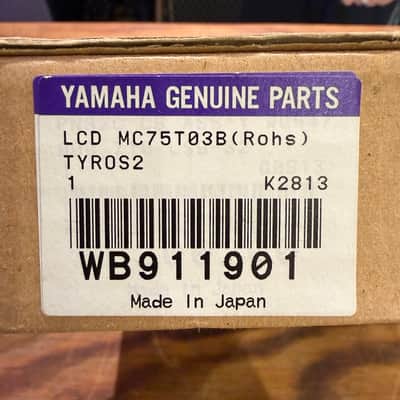 YAMAHA GENUINE PARTS
LCD MC75T03B(Rohs)
TYROS2
1 K2813
WB911901
Made In Japan